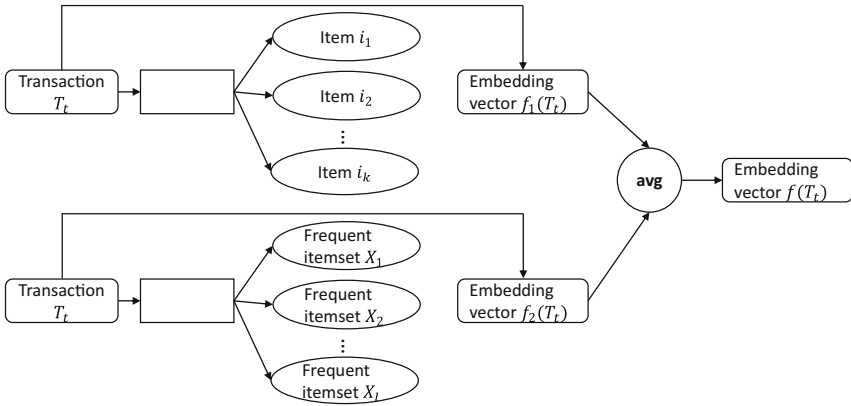 Transaction
T_t
Item i_1
Item i_2
⋮
Item i_k
Embedding
vector f_1(T_t)
avg
Embedding
vector f(T_t)
Transaction
T_t
Frequent
itemset X_1
Frequent
itemset X_2
⋮
Frequent
itemset X_l
Embedding
vector f_2(T_t)